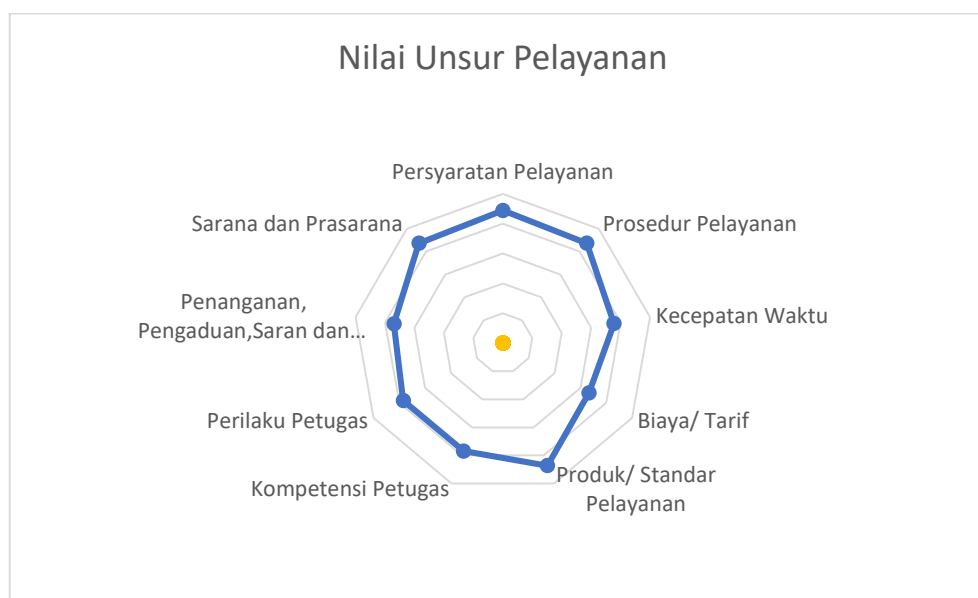 Nilai Unsur Pelayanan
Persyaratan Pelayanan
Prosedur Pelayanan
Kecepatan Waktu
Biaya/ Tarif
Produk/ Standar
Pelayanan
Kompetensi Petugas
Perilaku Petugas
Penanganan,
Pengaduan,Saran dan...
Sarana dan Prasarana